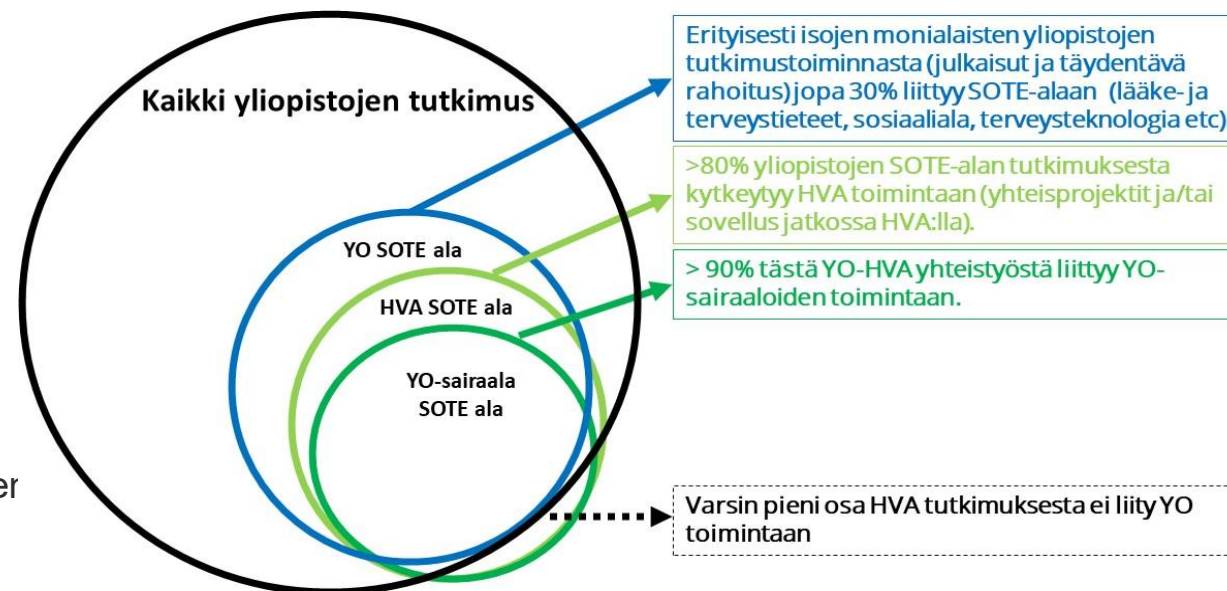 Kaikki yliopistojen tutkimus
YO SOTE ala
HVA SOTE ala
YO-sairaala
SOTE ala
Erityisesti isojen monialaisten yliopistojen
tutkimustoiminnasta (julkaisut ja täydentävä
rahoitus) jopa 30% liittyy SOTE-alaan (lääke- ja
terveystieteet, sosiaaliala, terveysteknologia etc)
>80% yliopistojen SOTE-alan tutkimuksesta
kytkeytyy HVA toimintaan (yhteisprojektit ja/tai
sovellus jatkossa HVA:lla).
> 90% tästä YO-HVA yhteistyöstä liittyy YO-
sairaaloiden toimintaan.
Varsin pieni osa HVA tutkimuksesta ei liity YO
toimintaan